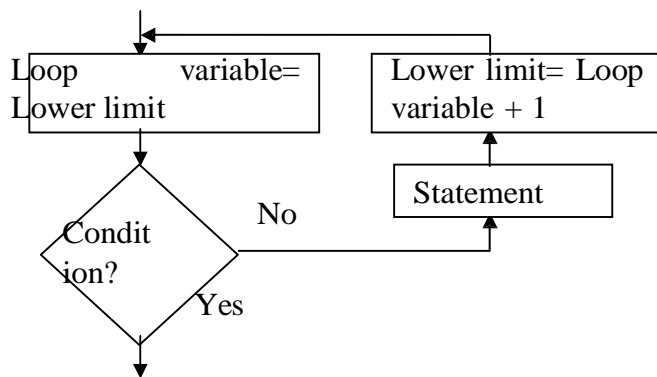 Loop variable=
Lower limit
Lower limit= Loop
variable + 1
Statement
No
Condit
ion?
Yes